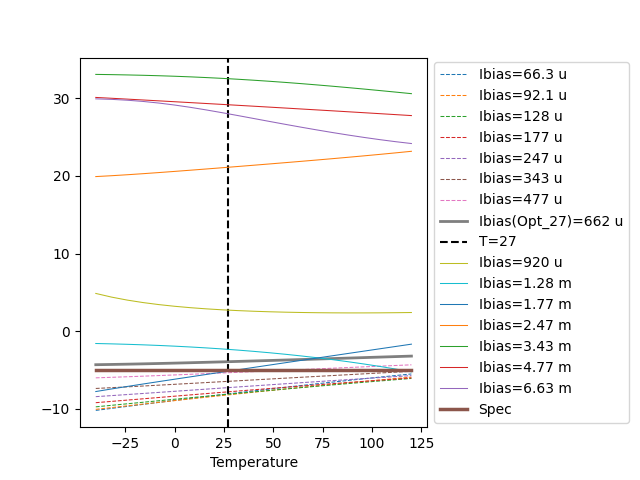 30
20
10
0
−10
−25
0
25
50
75
100
125
Temperature
Ibias=66.3 u
Ibias=92.1 u
Ibias=128 u
Ibias=177 u
Ibias=247 u
Ibias=343 u
Ibias=477 u
Ibias(Opt_27)=662 u
T=27
Ibias=920 u
Ibias=1.28 m
Ibias=1.77 m
Ibias=2.47 m
Ibias=3.43 m
Ibias=4.77 m
Ibias=6.63 m
Spec